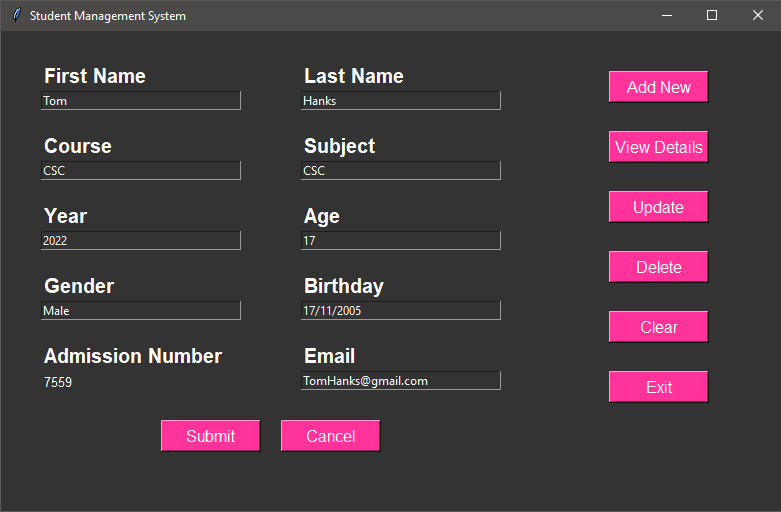 Student Management System
First Name
Last Name
Add New
Tom
Hanks
Course
Subject
View Details
CSC
CSC
Year
Age
Update
2022
17
Gender
Birthday
Delete
Male
17/11/2005
Clear
Admission Number
Email
7559
TomHanks@gmail.com
Exit
Submit
Cancel